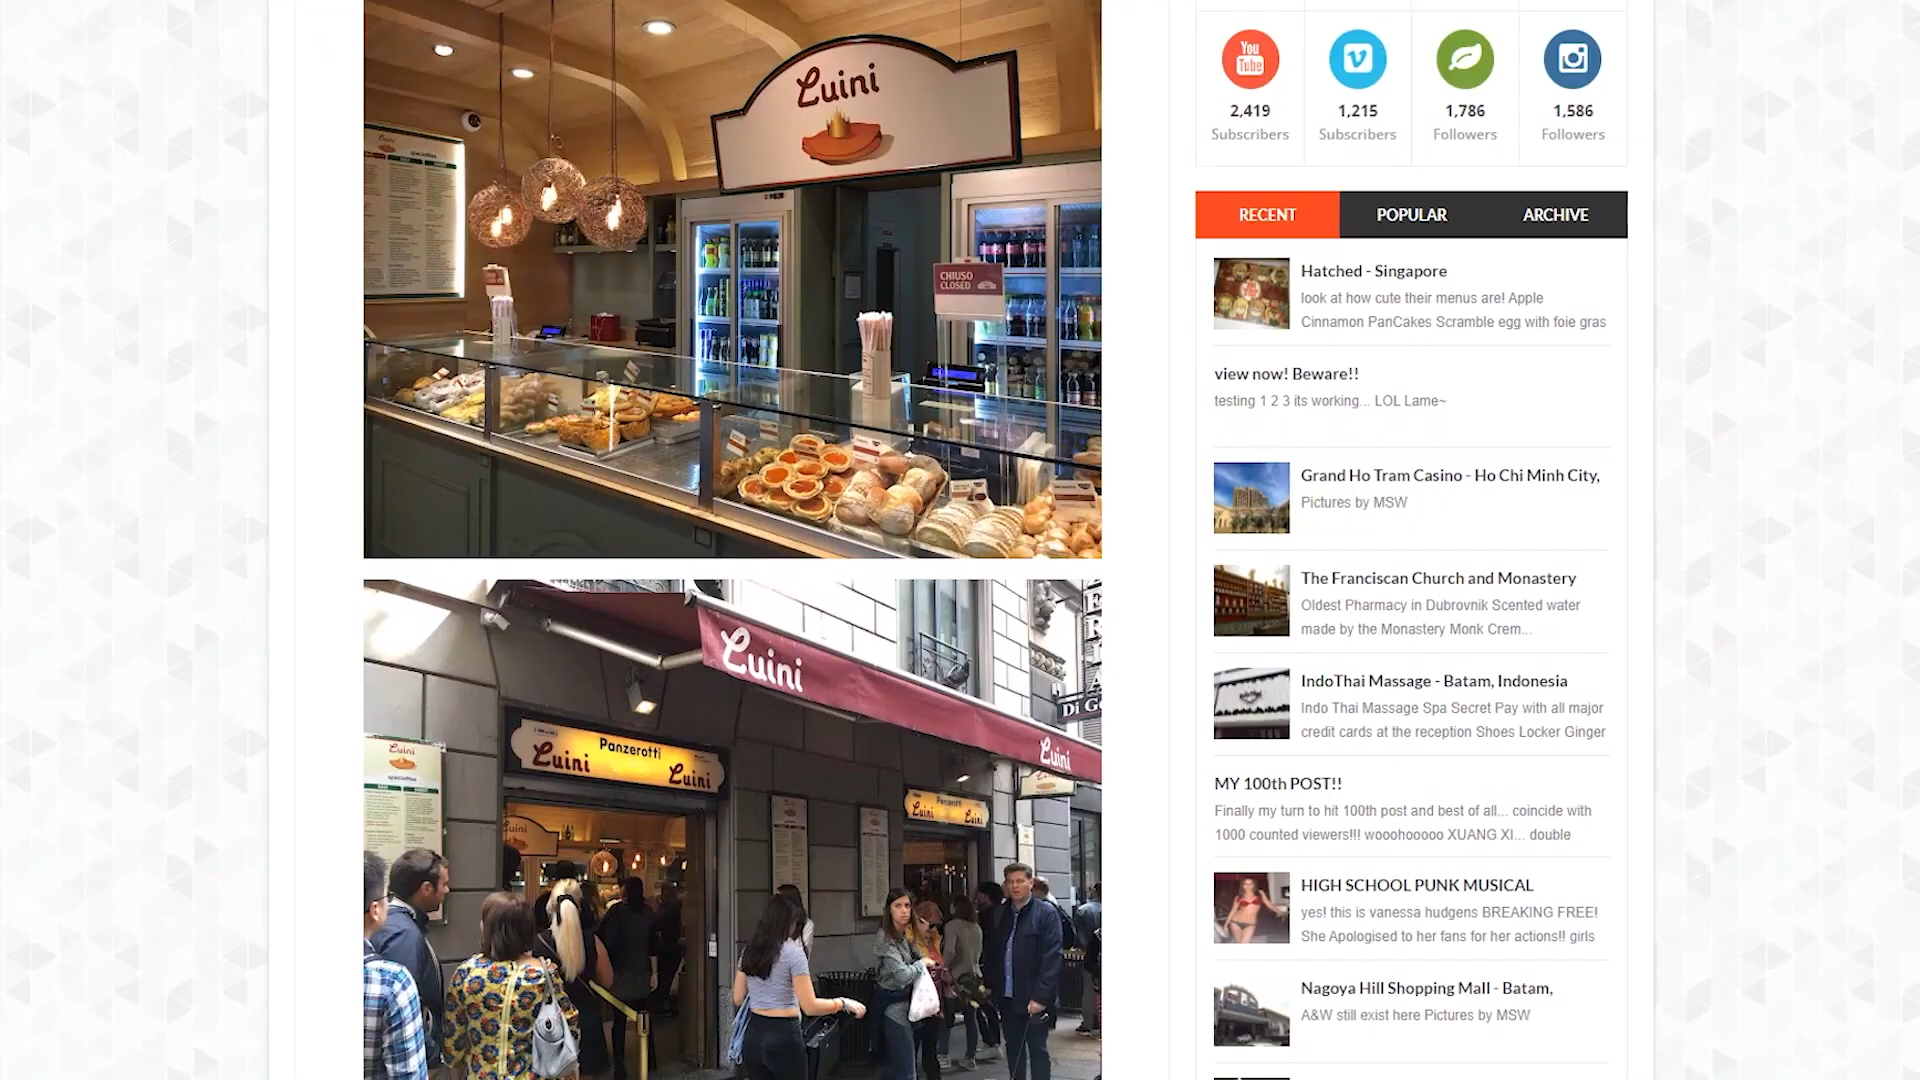 Luini
CHIUSO
CLOSED
Luini
Luini
Panzerotti
Luini
Luini
Panzerotti
Luini
Luini
Luini
specialities
Luini
Di G
You
Tube
2,419
Subscribers
1,215
Subscribers
1,786
Followers
1,586
Followers
RECENT
POPULAR
ARCHIVE
Hatched - Singapore
look at how cute their menus are! Apple
Cinnamon PanCakes Scramble egg with foie gras
view now! Beware!!
testing 1 2 3 its working... LOL Lame~
Grand Ho Tram Casino - Ho Chi Minh City,
Pictures by MSW
The Franciscan Church and Monastery
Oldest Pharmacy in Dubrovnik Scented water
made by the Monastery Monk Crem...
IndoThai Massage - Batam, Indonesia
Indo Thai Massage Spa Secret Pay with all major
credit cards at the reception Shoes Locker Ginger
MY 100th POST!!
Finally my turn to hit 100th post and best of all... coincide with
1000 counted viewers!!! wooohooooo XUANG XI... double
HIGH SCHOOL PUNK MUSICAL
yes! this is vanessa hudgens BREAKING FREE!
She Apologised to her fans for her actions!! girls
Nagoya Hill Shopping Mall - Batam,
A&W still exist here Pictures by MSW